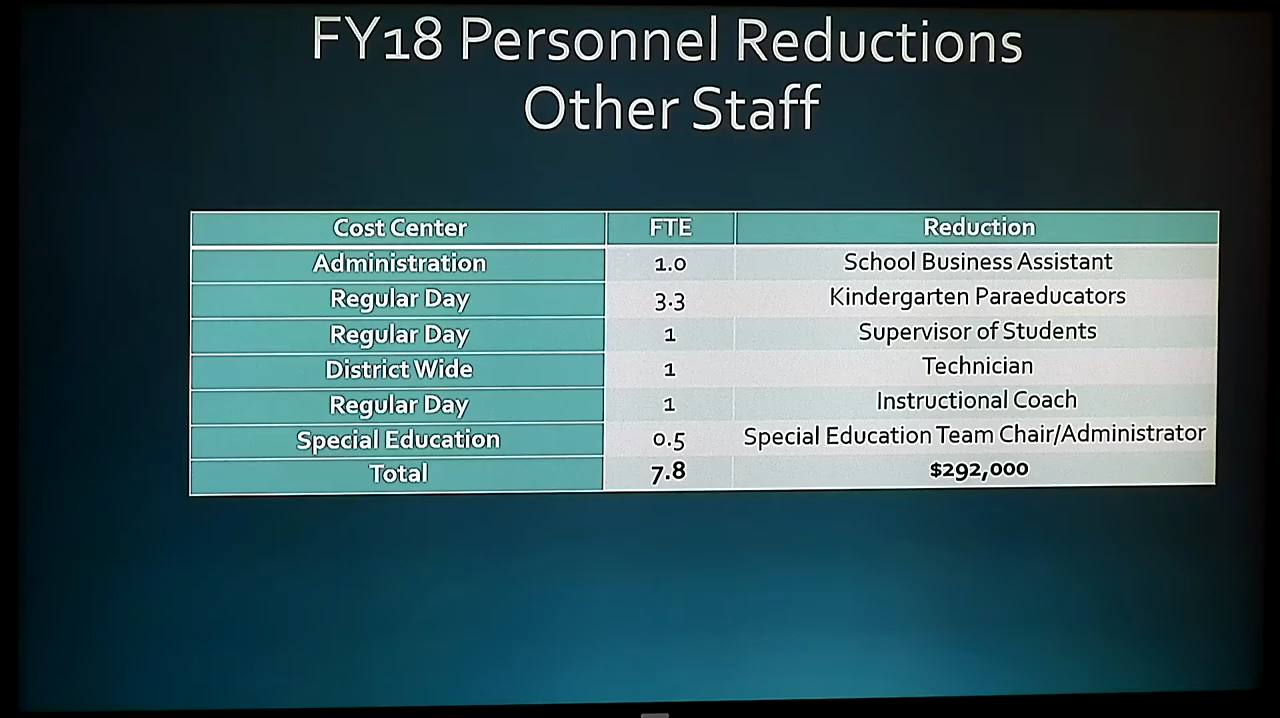 FY18 Personnel Reductions
Other Staff
Cost Center FTE Reduction
Administration 1.0 School Business Assistant
Regular Day 3.3 Kindergarten Paraeducators
Regular Day 1 Supervisor of Students
District Wide 1 Technician
Regular Day 1 Instructional Coach
Special Education 0.5 Special Education Team Chair/Administrator
Total 7.8 $292,000